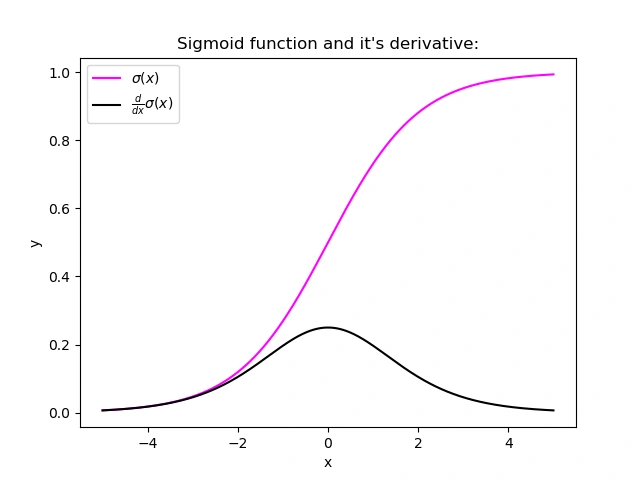 Sigmoid function and it's derivative:
σ(x)
d/dx σ(x)
1.0
0.8
0.6
0.4
0.2
0.0
y
−4 −2 0 2 4
x